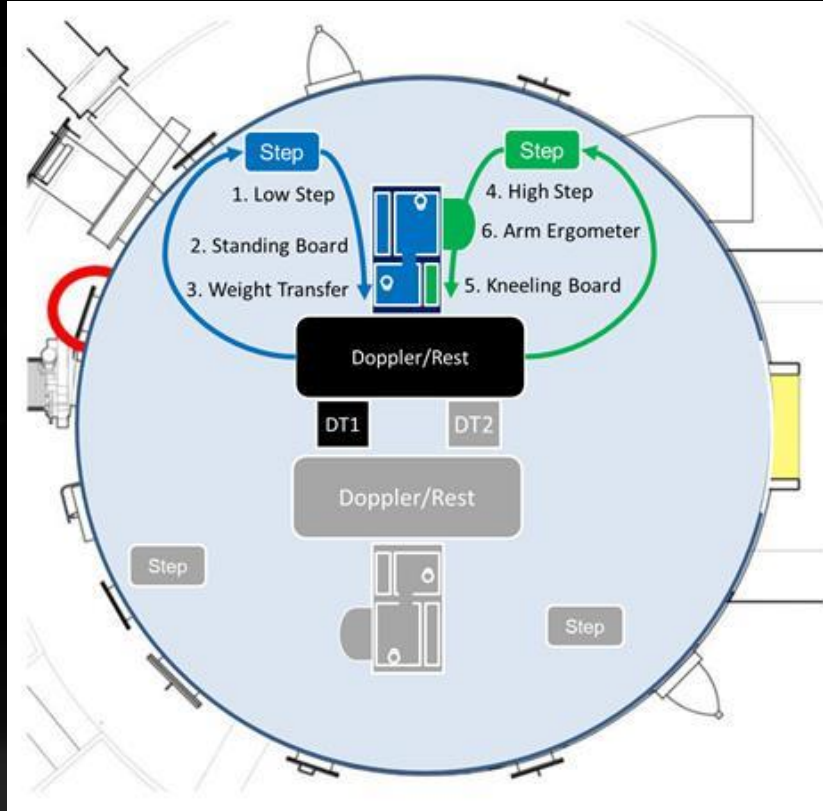 Step
Step
1. Low Step
4. High Step
2. Standing Board
6. Arm Ergometer
3. Weight Transfer
5. Kneeling Board
Doppler/Rest
DT1
DT2
Doppler/Rest
Step
Step